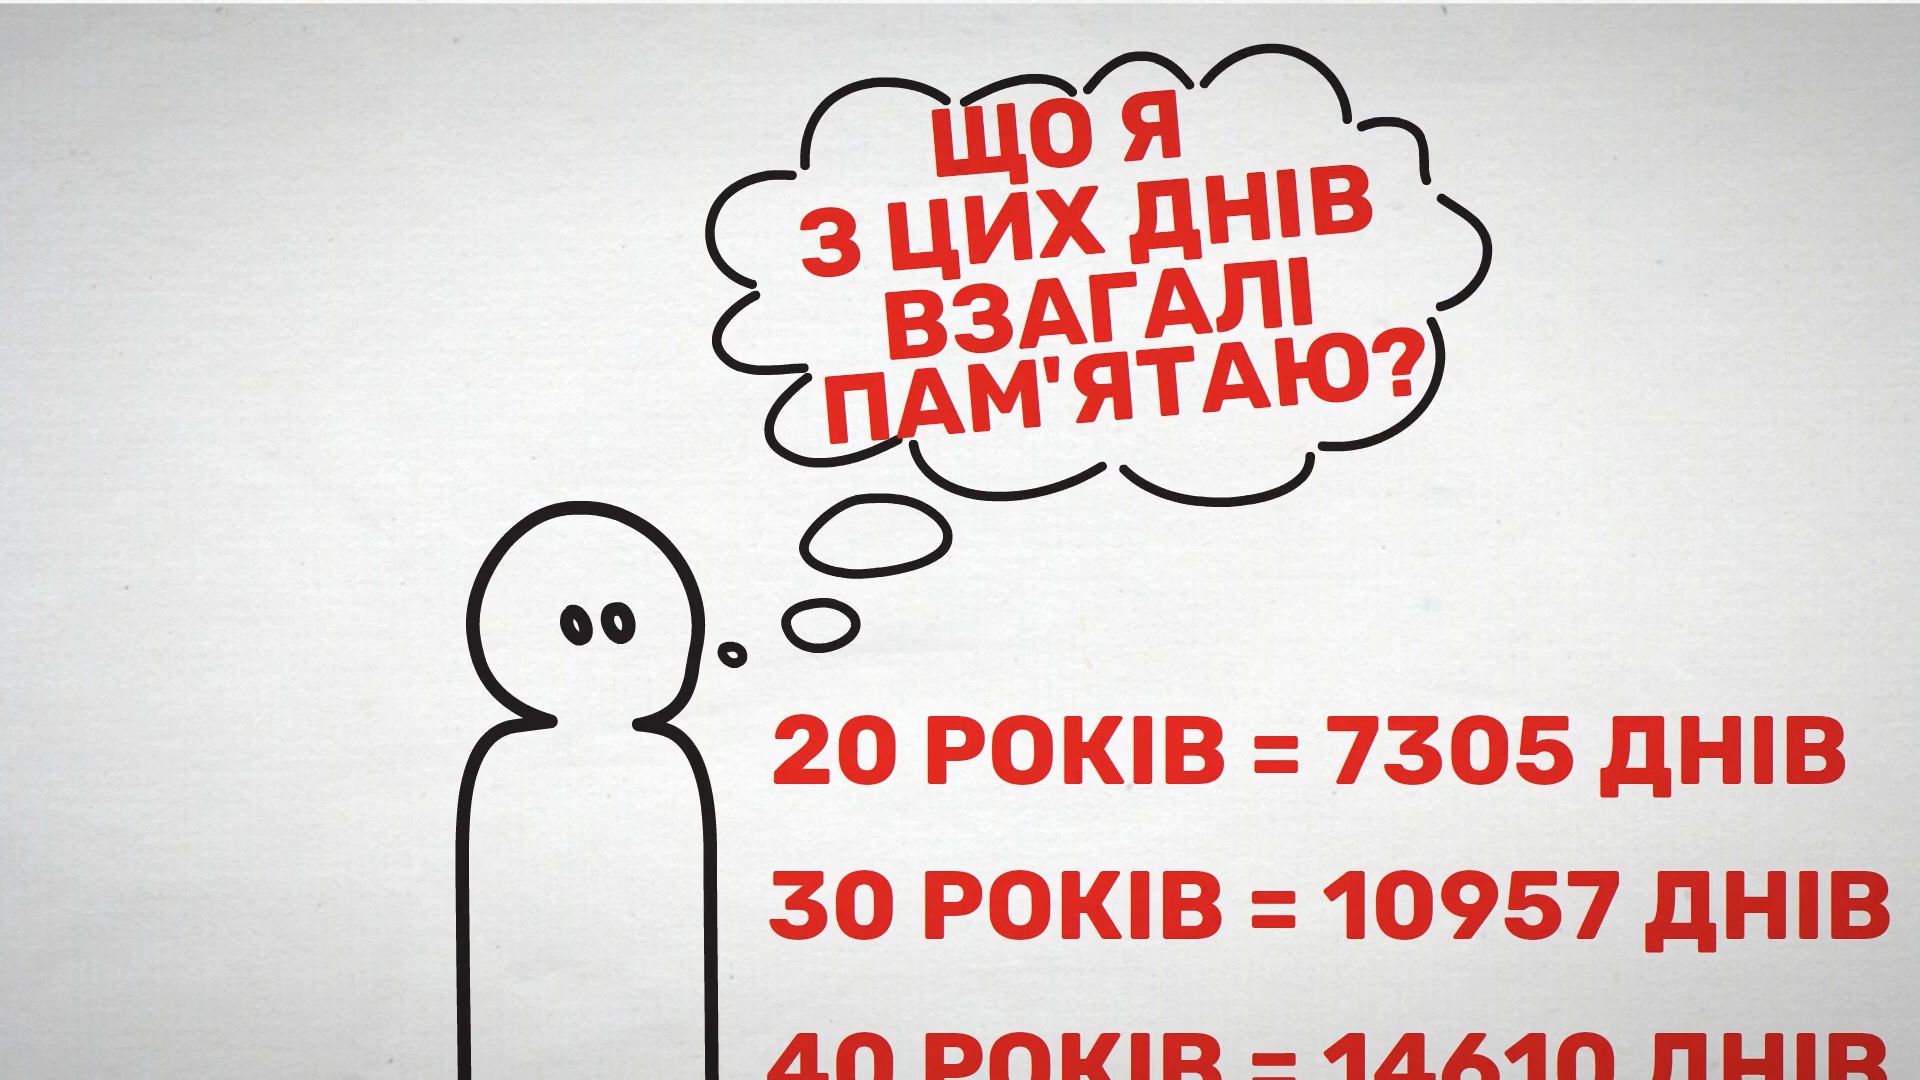 ЩО Я
З ЦИХ ДНІВ
ВЗАГАЛІ
ПАМ'ЯТАЮ?
20 РОКІВ = 7305 ДНІВ
30 РОКІВ = 10957 ДНІВ
40 РОКІВ = 14610 ДНІВ